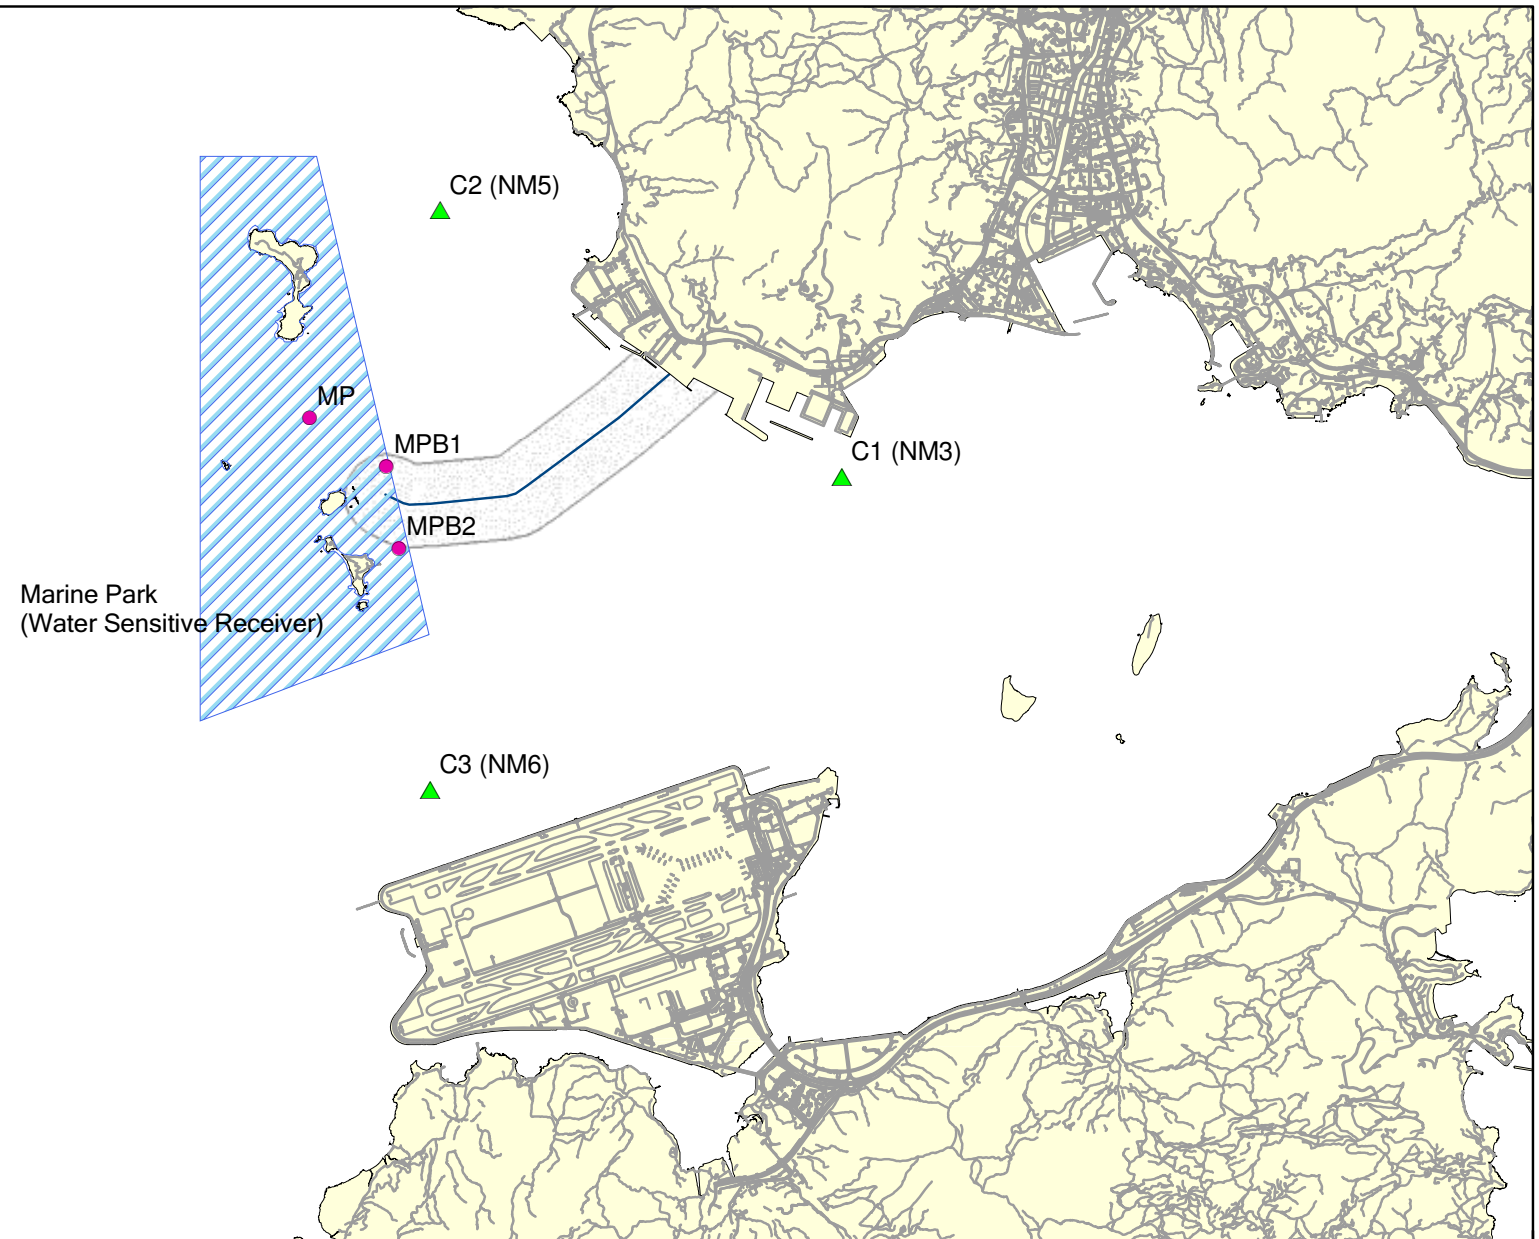 C2 (NM5)
MP
MPB1
C1 (NM3)
MPB2
Marine Park
(Water Sensitive Receiver)
C3 (NM6)